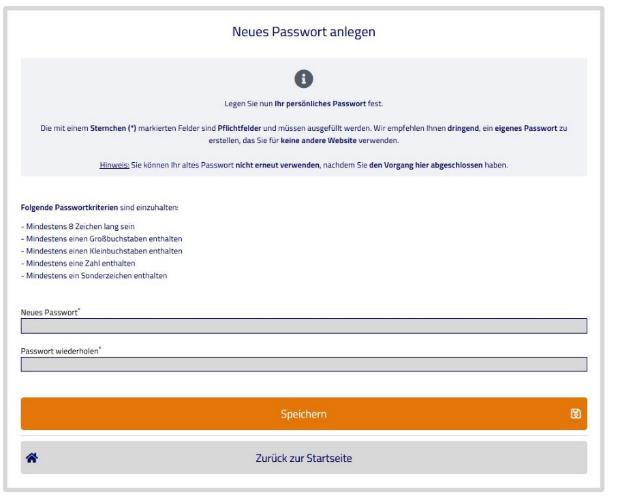 Neues Passwort anlegen
Legen Sie nun Ihr persönliches Passwort fest.
Die mit einem Sternchen (*) markierten Felder sind Pflichtfelder und müssen ausgefüllt werden. Wir empfehlen Ihnen dringend, ein eigenes Passwort zu
erstellen, das Sie für keine andere Website verwenden.
Hinweis: Sie können Ihr altes Passwort nicht erneut verwenden, nachdem Sie den Vorgang hier abgeschlossen haben.
Folgende Passwortkriterien sind einzuhalten:
- Mindestens 8 Zeichen lang sein
- Mindestens einen Großbuchstaben enthalten
- Mindestens einen Kleinbuchstaben enthalten
- Mindestens eine Zahl enthalten
- Mindestens ein Sonderzeichen enthalten
Neues Passwort*
Passwort wiederholen*
Speichern
Zurück zur Startseite